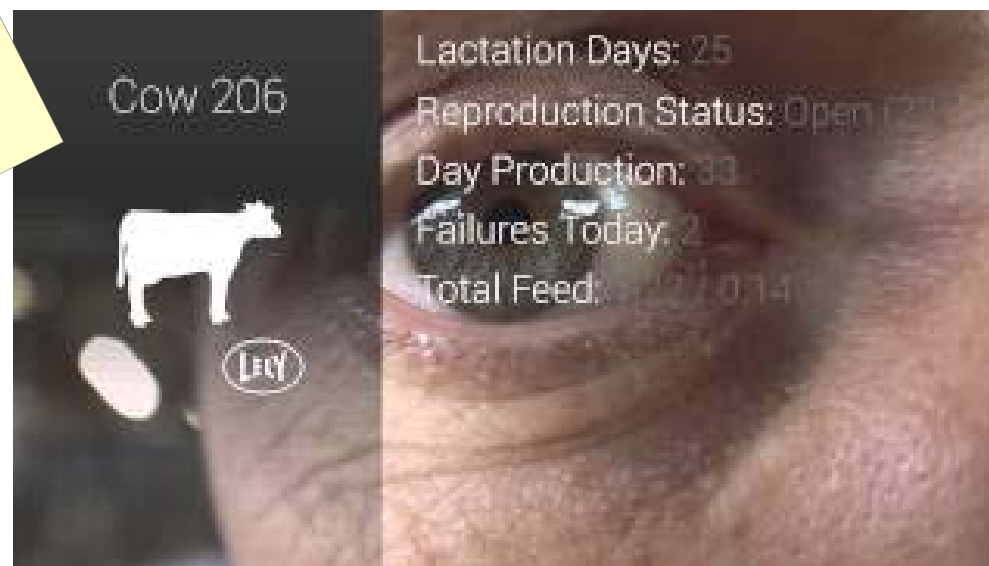 Cow 206
LELY
Lactation Days: 25
Reproduction Status: Open
Day Production: 33
Failures Today: 2
Total Feed: